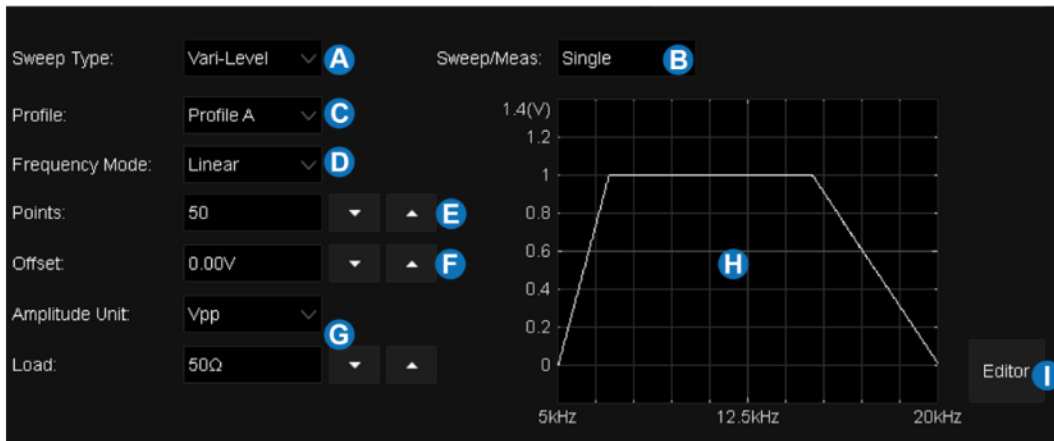 Sweep Type: Vari-Level A Sweep/Meas: Single B
Profile: Profile A C
Frequency Mode: Linear D
Points: 50 E
Offset: 0.00V F
Amplitude Unit: Vpp
G
Load: 50Ω
1.4(V)
1.2
1
0.8
0.6
H
0.4
0.2
0
5kHz 12.5kHz 20kHz
Editor I